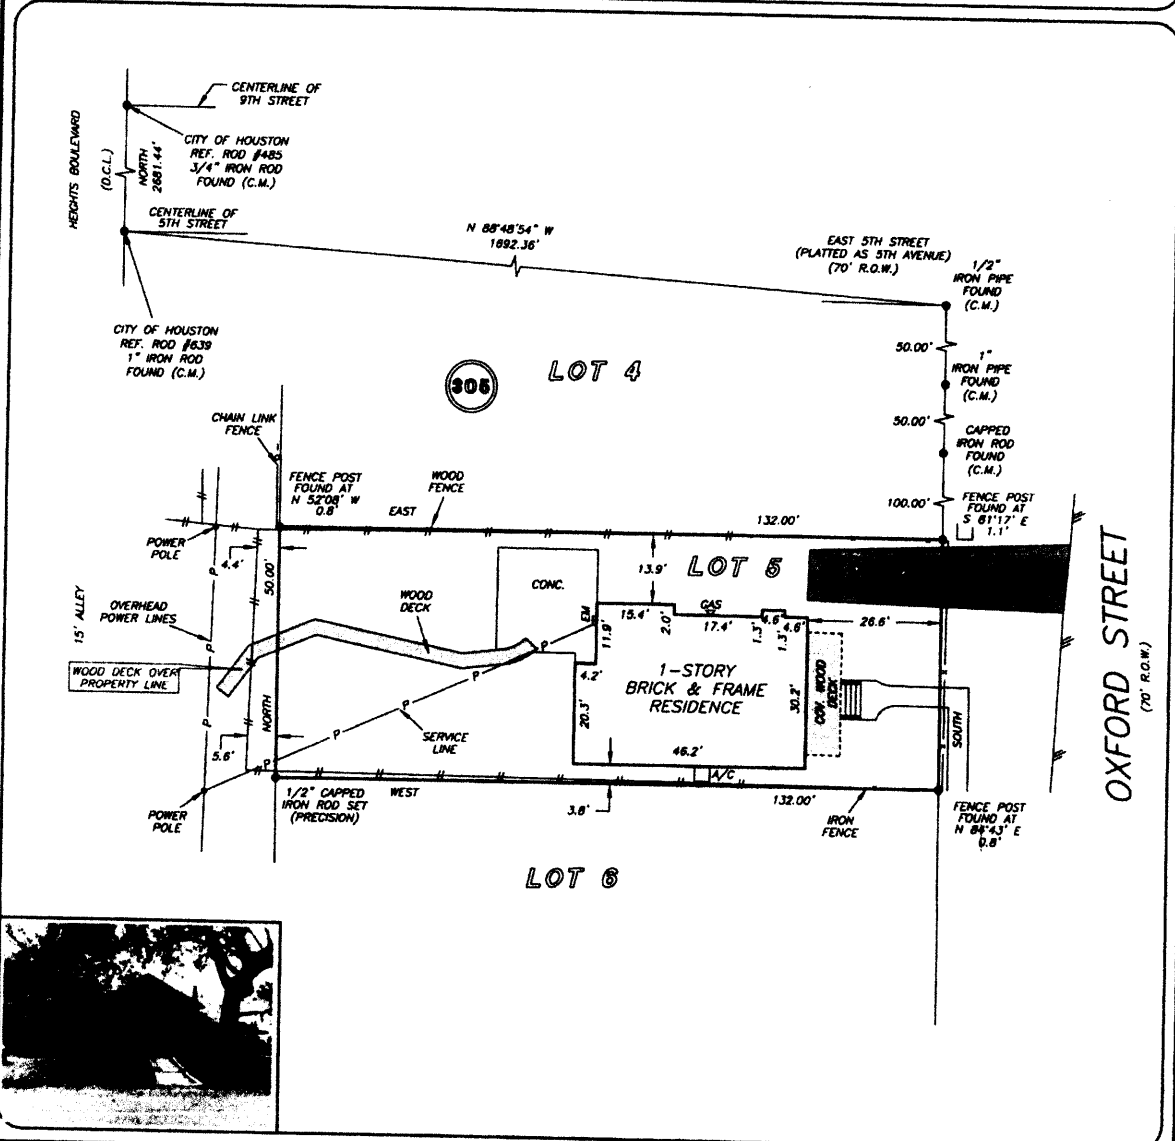 CENTERLINE OF
9TH STREET
HEIGHTS BOULEVARD
(O.C.L.)
NORTH
2681.44'
CITY OF HOUSTON
REF. ROD #485
3/4" IRON ROD
FOUND (C.M.)
CENTERLINE OF
5TH STREET
N 88°48'54" W
1692.36'
EAST 5TH STREET
(PLATTED AS 5TH AVENUE)
(70' R.O.W.)
1/2"
IRON PIPE
FOUND
(C.M.)
CITY OF HOUSTON
REF. ROD #639
1" IRON ROD
FOUND (C.M.)
50.00'
1"
IRON PIPE
FOUND
(C.M.)
305
LOT 4
50.00'
CAPPED
IRON ROD
FOUND
(C.M.)
CHAIN LINK
FENCE
FENCE POST
FOUND AT
N 52°08' W
0.8'
WOOD
FENCE
EAST
132.00'
100.00'
FENCE POST
FOUND AT
S 81°17' E
1.1'
POWER
POLE
4.4'
50.00'
13.9'
LOT 5
CONC.
WOOD
DECK
15' ALLEY
OVERHEAD
POWER LINES
P
P
P
EM
15.4'
2.0'
GAS
17.4'
4.6'
1.3'
1.3'
4.6'
26.6'
11.9'
P
WOOD DECK OVER
PROPERTY LINE
4.2'
P
1-STORY
BRICK & FRAME
RESIDENCE
30.2'
COV. WOOD
DECK
20.3'
NORTH
P
SERVICE
LINE
5.6'
P
46.2'
A/C
SOUTH
OXFORD STREET
(70' R.O.W.)
POWER
POLE
1/2" CAPPED
IRON ROD SET
(PRECISION)
WEST
3.8'
132.00'
IRON
FENCE
FENCE POST
FOUND AT
N 84°43' E
0.8'
LOT 6